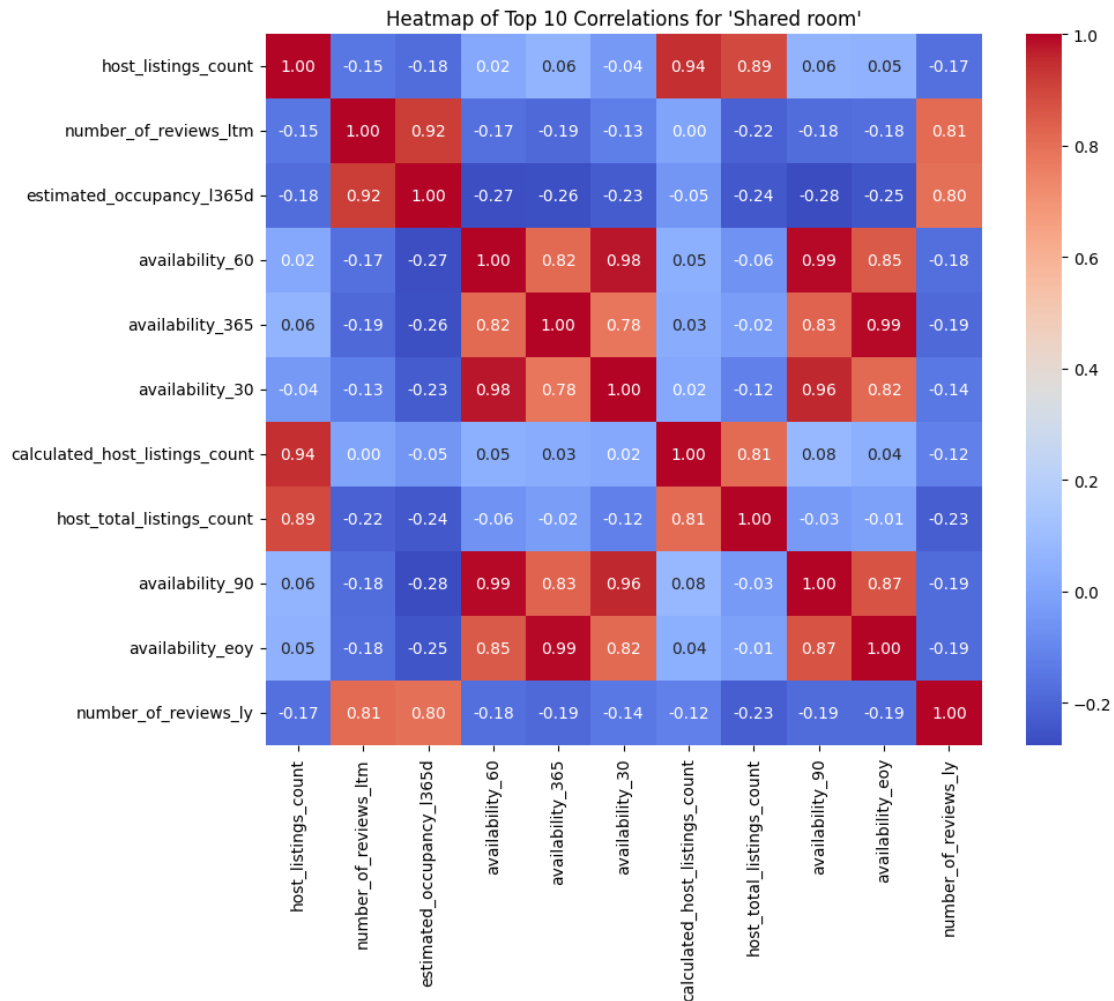 Heatmap of Top 10 Correlations for 'Shared room'
host_listings_count 1.00 -0.15 -0.18 0.02 0.06 -0.04 0.94 0.89 0.06 0.05 -0.17
number_of_reviews_ltm -0.15 1.00 0.92 -0.17 -0.19 -0.13 0.00 -0.22 -0.18 -0.18 0.81
estimated_occupancy_l365d -0.18 0.92 1.00 -0.27 -0.26 -0.23 -0.05 -0.24 -0.28 -0.25 0.80
availability_60 0.02 -0.17 -0.27 1.00 0.82 0.98 0.05 -0.06 0.99 0.85 -0.18
availability_365 0.06 -0.19 -0.26 0.82 1.00 0.78 0.03 -0.02 0.83 0.99 -0.19
availability_30 -0.04 -0.13 -0.23 0.98 0.78 1.00 0.02 -0.12 0.96 0.82 -0.14
calculated_host_listings_count 0.94 0.00 -0.05 0.05 0.03 0.02 1.00 0.81 0.08 0.04 -0.12
host_total_listings_count 0.89 -0.22 -0.24 -0.06 -0.02 -0.12 0.81 1.00 -0.03 -0.01 -0.23
availability_90 0.06 -0.18 -0.28 0.99 0.83 0.96 0.08 -0.03 1.00 0.87 -0.19
availability_eoy 0.05 -0.18 -0.25 0.85 0.99 0.82 0.04 -0.01 0.87 1.00 -0.19
number_of_reviews_ly -0.17 0.81 0.80 -0.18 -0.19 -0.14 -0.12 -0.23 -0.19 -0.19 1.00
host_listings_count
number_of_reviews_ltm
estimated_occupancy_l365d
availability_60
availability_365
availability_30
calculated_host_listings_count
host_total_listings_count
availability_90
availability_eoy
number_of_reviews_ly
1.0
0.8
0.6
0.4
0.2
0.0
−0.2